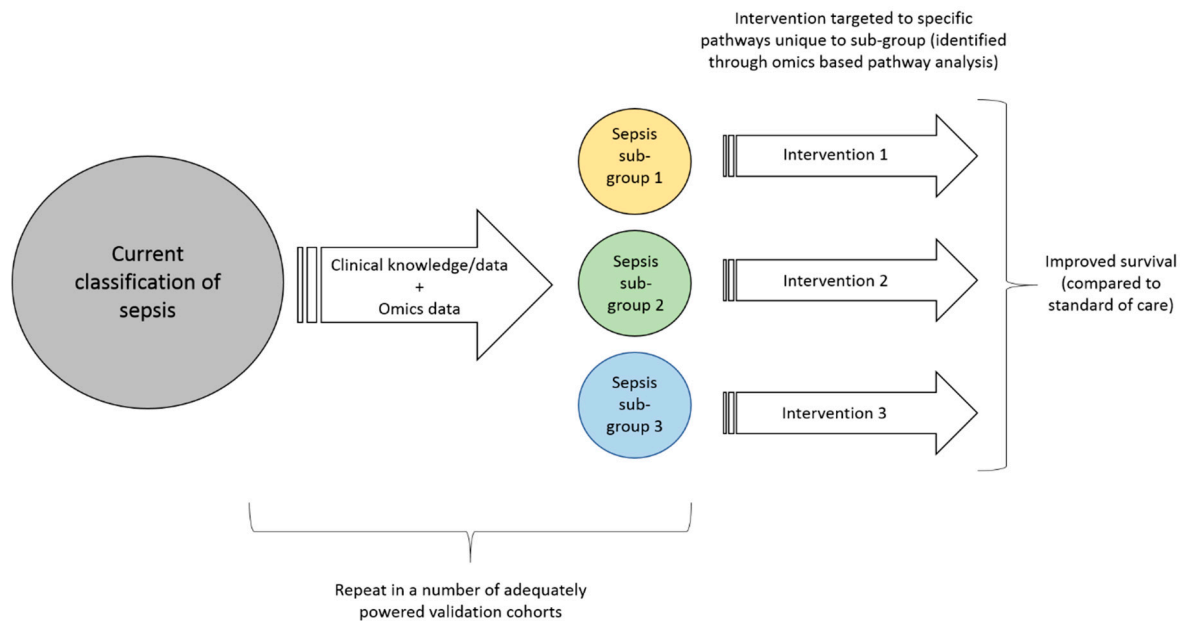 Intervention targeted to specific
pathways unique to sub-group (identified
through omics based pathway analysis)
Current
classification of
sepsis
Clinical knowledge/data
+
Omics data
Sepsis
sub-
group 1
Intervention 1
Sepsis
sub-
group 2
Intervention 2
Sepsis
sub-
group 3
Intervention 3
Improved survival
(compared to
standard of care)
Repeat in a number of adequately
powered validation cohorts